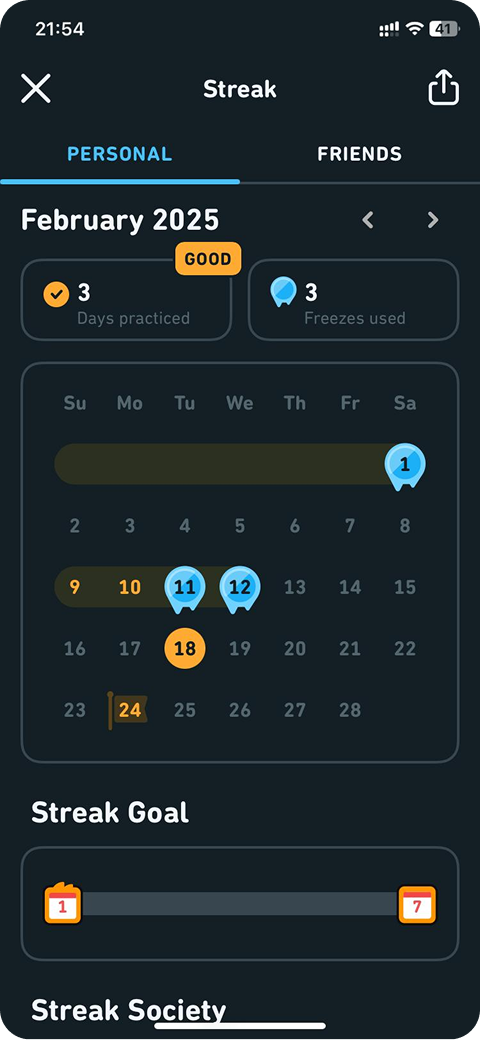 21:54
41
Streak
PERSONAL FRIENDS
February 2025
GOOD
3 3
Days practiced Freezes used
Su Mo Tu We Th Fr Sa
1
2 3 4 5 6 7 8
9 10 11 12 13 14 15
16 17 18 19 20 21 22
23 24 25 26 27 28
Streak Goal
1 7
Streak Society